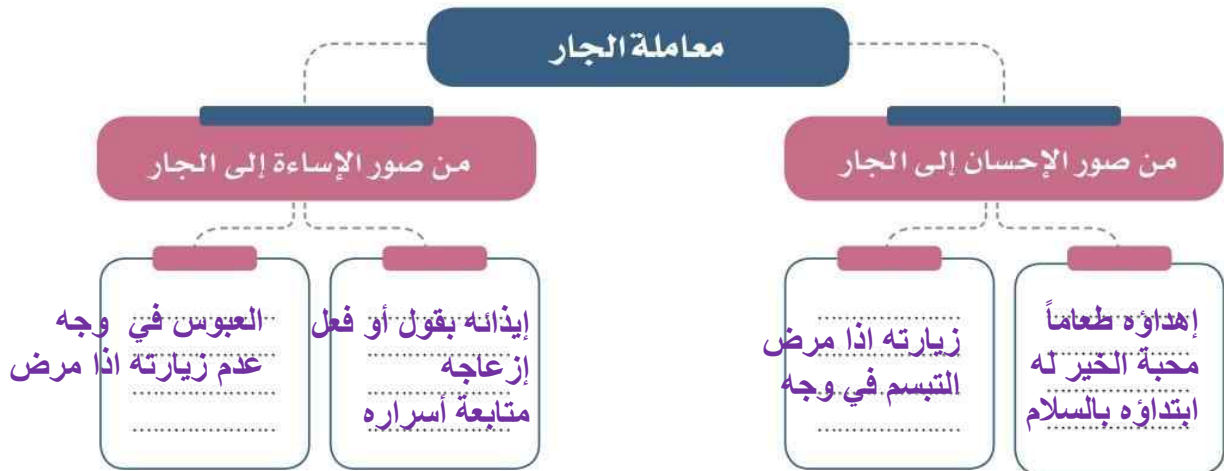 معاملة الجار
من صور الإحسان إلى الجار
إهداؤه طعاماً
محبة الخير له
ابتداؤه بالسلام
زيارته اذا مرض
التبسم في وجه
من صور الإساءة إلى الجار
إيذائه بقول أو فعل
إزعاجه
متابعة أسراره
العبوس في وجه
عدم زيارته اذا مرض